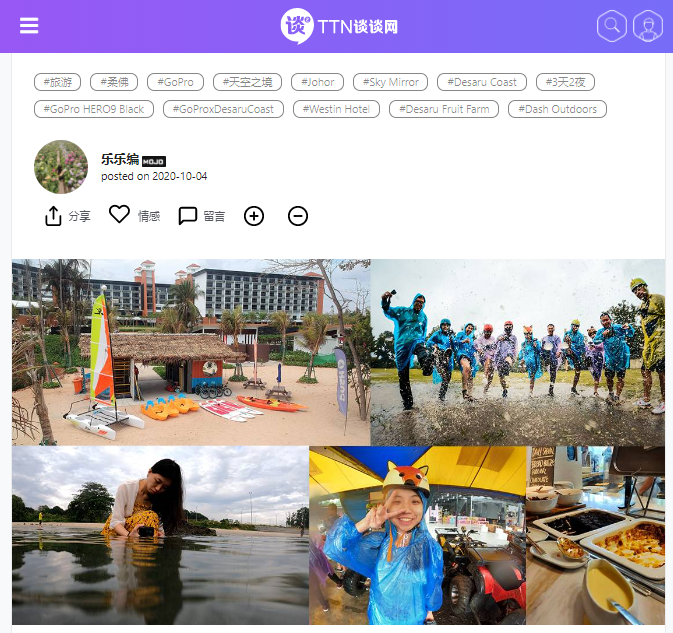 谈 TTN谈谈网
#旅游 #柔佛 #GoPro #天空之境 #Johor #Sky Mirror #Desaru Coast #3天2夜
#GoPro HERO9 Black #GoProxDesaruCoast #Westin Hotel #Desaru Fruit Farm #Dash Outdoors
乐乐编 MOJO
posted on 2020-10-04
分享 情感 留言